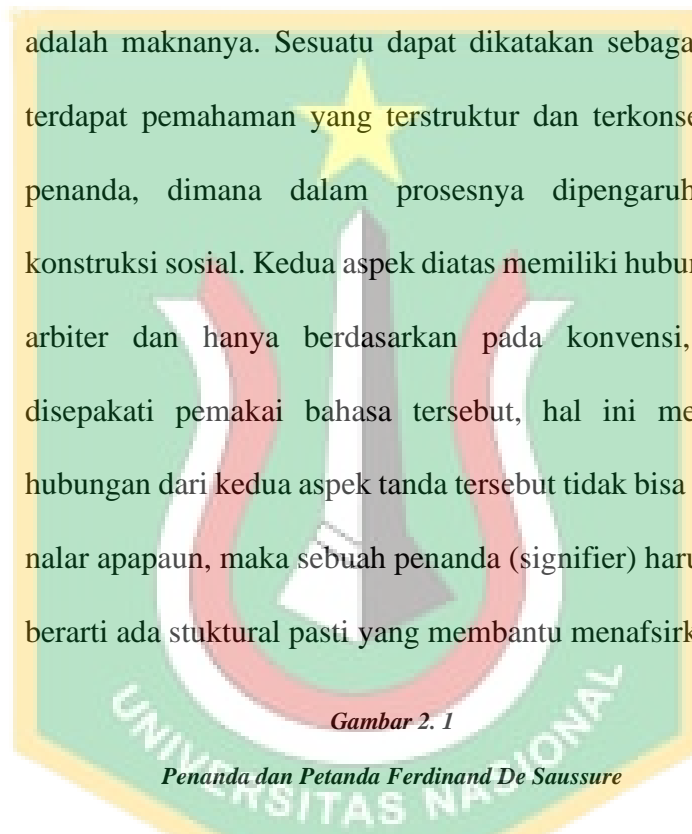 adalah maknanya. Sesuatu dapat dikatakan sebaga
terdapat pemahaman yang terstruktur dan terkonse
penanda, dimana dalam prosesnya dipengaruh
konstruksi sosial. Kedua aspek diatas memiliki hubu
arbiter dan hanya berdasarkan pada konvensi,
disepakati pemakai bahasa tersebut, hal ini me
hubungan dari kedua aspek tanda tersebut tidak bisa
nalar apapaun, maka sebuah penanda (signifier) haru
berarti ada stuktural pasti yang membantu menafsirk
Gambar 2. 1
Penanda dan Petanda Ferdinand De Saussure
UNIVERSITAS NASIONAL